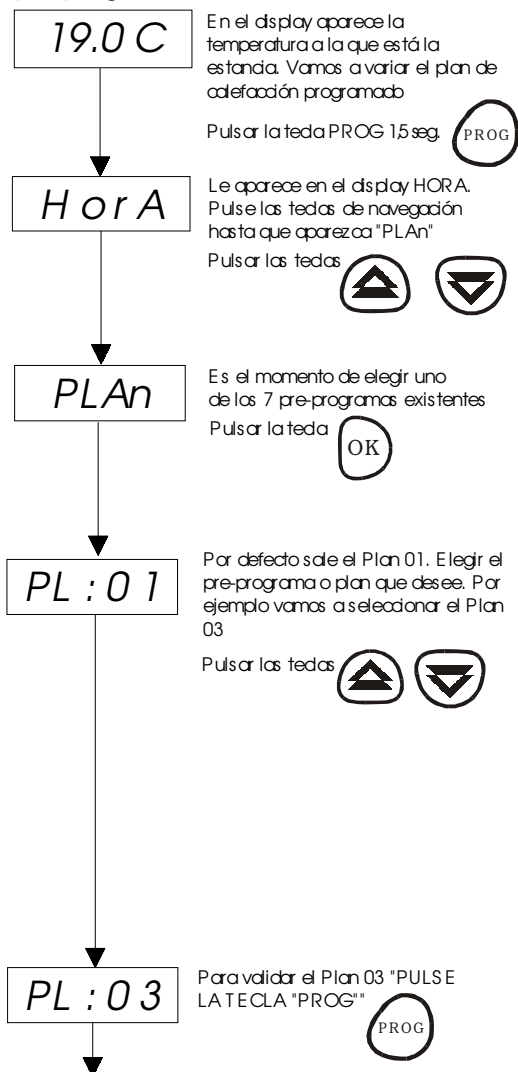 19.0 C
En el display aparece la
temperatura a la que está la
estancia. Vamos a variar el plan de
calefacción programado
Pulsar la tecla PROG 1,5 seg.
PROG
HorA
Le aparece en el display HORA.
Pulse las teclas de navegación
hasta que aparezca "PLAn"
Pulsar las teclas
PLAn
Es el momento de elegir uno
de los 7 pre-programas existentes
Pulsar la tecla
OK
PL :01
Por defecto sale el Plan 01. Elegir el
pre-programa o plan que desee. Por
ejemplo vamos a seleccionar el Plan
03
Pulsar las teclas
PL :03
Para validar el Plan 03 "PULSE
LA TECLA "PROG""
PROG